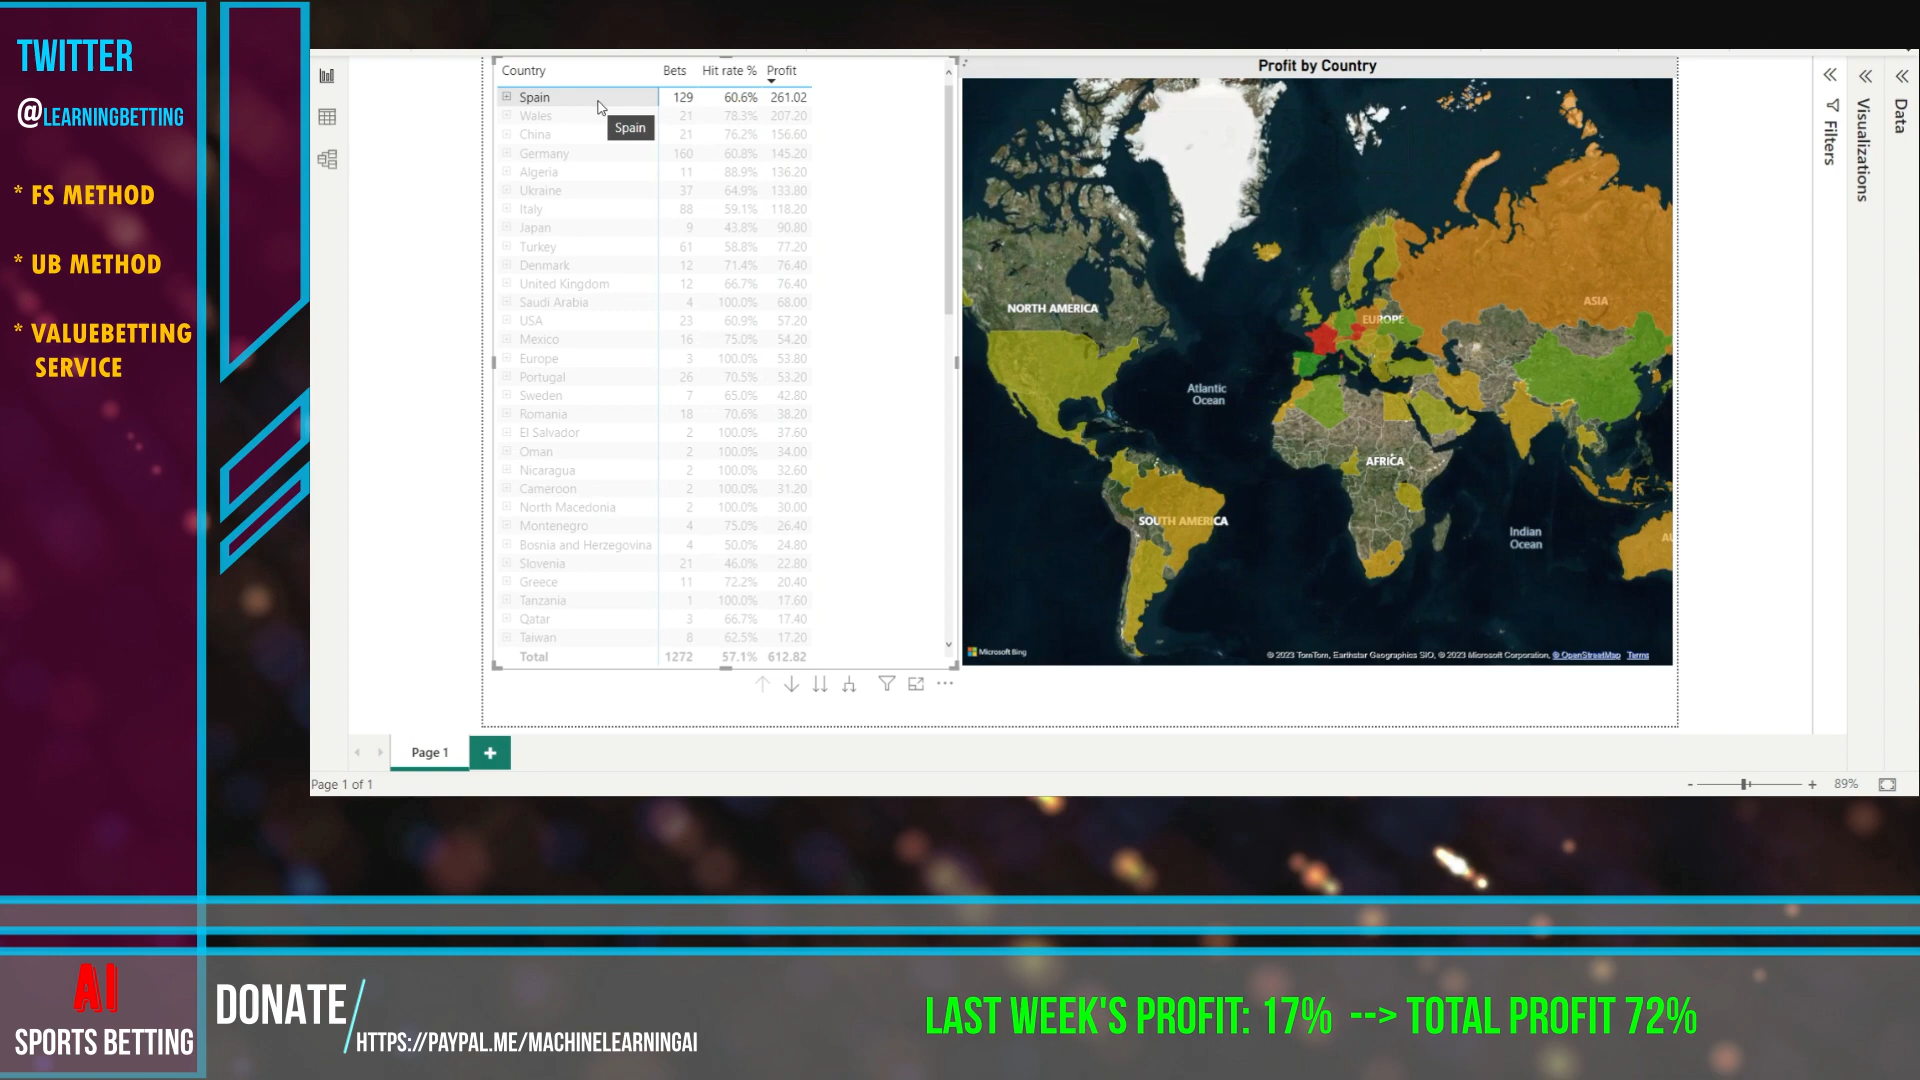 TWITTER
@LEARNINGBETTING
* FS METHOD
* UB METHOD
* VALUEBETTING
SERVICE
Country Bets Hit rate % Profit
Spain 129 60.6% 261.02
Wales 21 78.3% 207.20
China 21 76.2% 156.60
Germany 160 60.8% 145.20
Algeria 11 88.9% 136.20
Ukraine 37 64.9% 133.80
Italy 88 59.1% 118.20
Japan 9 43.8% 90.80
Turkey 61 58.8% 77.20
Denmark 12 71.4% 76.40
United Kingdom 12 66.7% 76.40
Saudi Arabia 4 100.0% 68.00
USA 23 60.9% 57.20
Mexico 16 75.0% 54.20
Europe 3 100.0% 53.80
Portugal 26 70.5% 53.20
Sweden 7 65.0% 42.80
Romania 18 70.6% 38.20
El Salvador 2 100.0% 37.60
Oman 2 100.0% 34.00
Nicaragua 2 100.0% 32.60
Cameroon 2 100.0% 31.20
North Macedonia 2 100.0% 30.00
Montenegro 4 75.0% 26.40
Bosnia and Herzegovina 4 50.0% 24.80
Slovenia 21 46.0% 22.80
Greece 11 72.2% 20.40
Tanzania 1 100.0% 17.60
Qatar 3 66.7% 17.40
Taiwan 8 62.5% 17.20
Total 1272 57.1% 612.82
Spain
Profit by Country
NORTH AMERICA
EUROPE
ASIA
Atlantic
Ocean
AFRICA
SOUTH AMERICA
Indian
Ocean
AU
Microsoft Bing
© 2023 TomTom, Earthstar Geographics SIO, © 2023 Microsoft Corporation, © OpenStreetMap Terms
Filters
Visualizations
Data
Page 1
Page 1 of 1
89%
AI
SPORTS BETTING
DONATE
HTTPS://PAYPAL.ME/MACHINELEARNINGAI
LAST WEEK'S PROFIT: 17% --> TOTAL PROFIT 72%